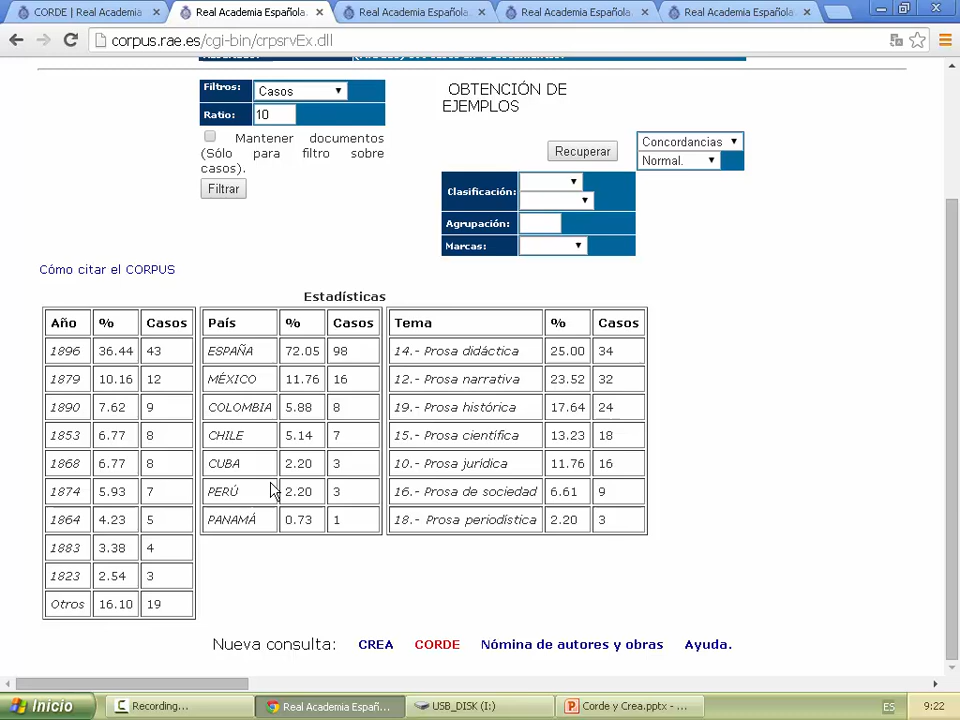 CORDE | Real Academia
Real Academia Española.
Real Academia Española.
Real Academia Española.
Real Academia Española.
corpus.rae.es/cgi-bin/crpsrvEx.dll
Filtros:
Casos
Ratio:
10
Mantener documentos
(Sólo para filtro sobre
casos).
Filtrar
OBTENCIÓN DE
EJEMPLOS
Recuperar
Concordancias
Normal.
Clasificación:
Agrupación:
Marcas:
Cómo citar el CORPUS
Estadísticas
Año % Casos
1896 36.44 43
1879 10.16 12
1890 7.62 9
1853 6.77 8
1868 6.77 8
1874 5.93 7
1864 4.23 5
1883 3.38 4
1823 2.54 3
Otros 16.10 19
País % Casos
ESPAÑA 72.05 98
MÉXICO 11.76 16
COLOMBIA 5.88 8
CHILE 5.14 7
CUBA 2.20 3
PERÚ 2.20 3
PANAMÁ 0.73 1
Tema % Casos
14.- Prosa didáctica 25.00 34
12.- Prosa narrativa 23.52 32
19.- Prosa histórica 17.64 24
15.- Prosa científica 13.23 18
10.- Prosa jurídica 11.76 16
16.- Prosa de sociedad 6.61 9
18.- Prosa periodística 2.20 3
Nueva consulta: CREA CORDE Nómina de autores y obras Ayuda.
Inicio
Recording...
Real Academia Españ...
USB_DISK (I:)
Corde y Crea.pptx - ...
ES
9:22